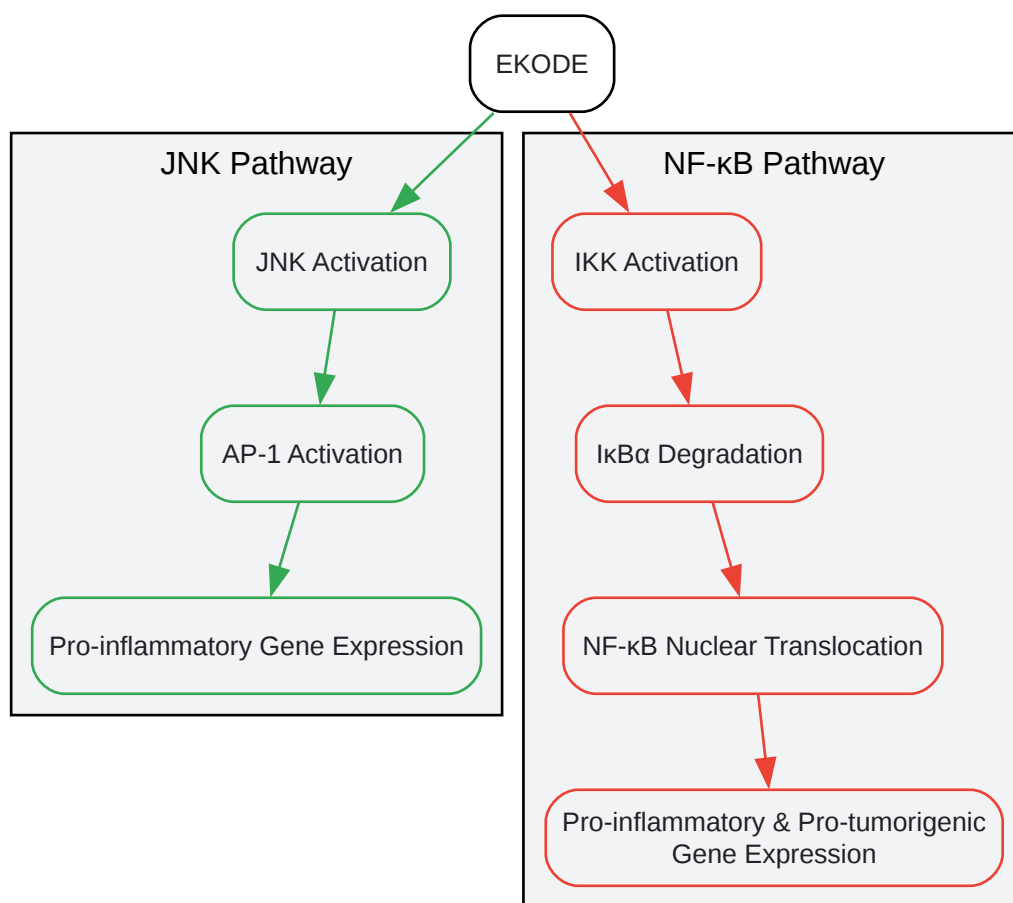 EKODE
JNK Pathway
JNK Activation
AP-1 Activation
Pro-inflammatory Gene Expression
NF-κB Pathway
IKK Activation
IκBα Degradation
NF-κB Nuclear Translocation
Pro-inflammatory & Pro-tumorigenic
Gene Expression